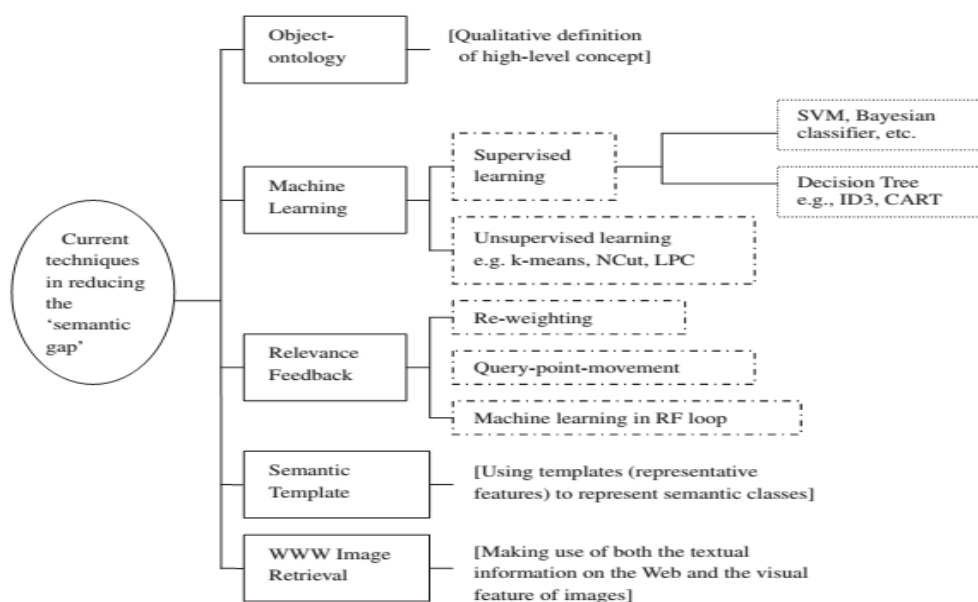 Current
techniques
in reducing
the
‘semantic
gap’
Object-
ontology
[Qualitative definition
of high-level concept]
Machine
Learning
Supervised
learning
SVM, Bayesian
classifier, etc.
Decision Tree
e.g., ID3, CART
Unsupervised learning
e.g. k-means, NCut, LPC
Relevance
Feedback
Re-weighting
Query-point-movement
Machine learning in RF loop
Semantic
Template
[Using templates (representative
features) to represent semantic classes]
WWW Image
Retrieval
[Making use of both the textual
information on the Web and the visual
feature of images]